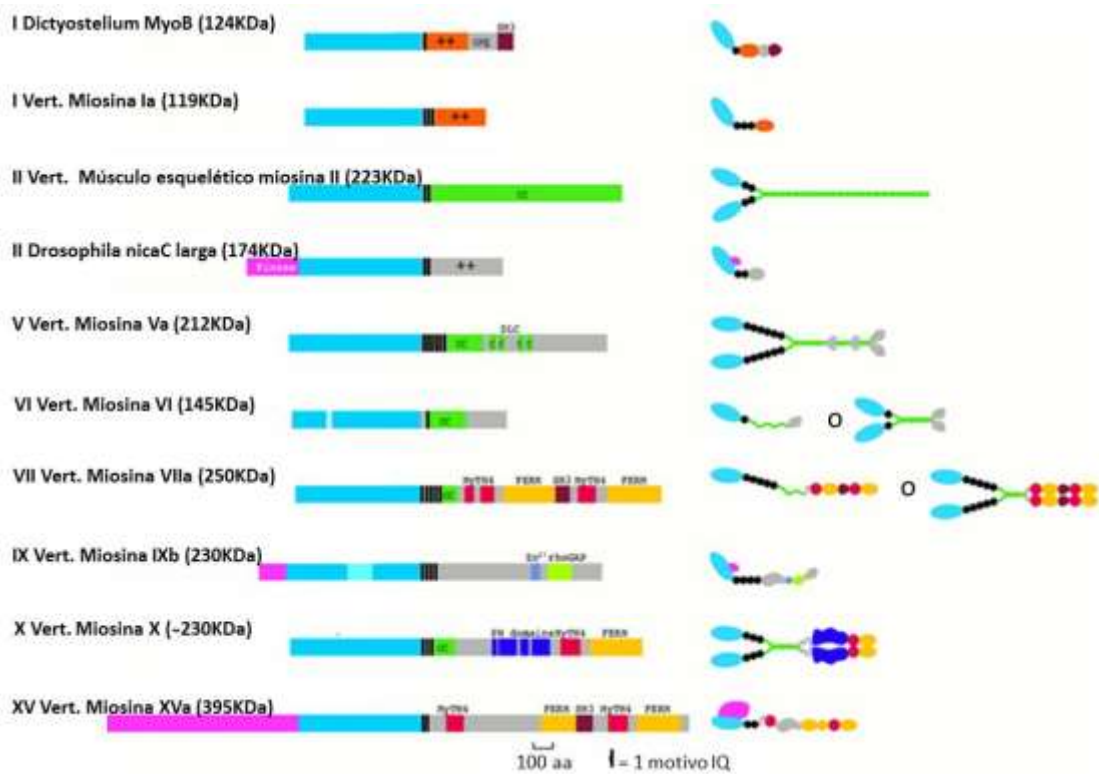 I Dictyostelium MyoB (124KDa)
SH3
++
I Vert. Miosina Ia (119KDa)
++
II Vert. Músculo esquelético miosina II (223KDa)
CC
II Drosophila nicaC larga (174KDa)
++
V Vert. Miosina Va (212KDa)
DLC
CC
VI Vert. Miosina VI (145KDa)
CC
O
VII Vert. Miosina VIIa (250KDa)
MyTH4 FERM SH3 MyTH4 FERM
CC
O
IX Vert. Miosina IXb (230KDa)
rhoGAP
X Vert. Miosina X (~230KDa)
PH domains MyTH4 FERM
CC
XV Vert. Miosina XVa (395KDa)
MyTH4 FERM SH3 MyTH4 FERM
100 aa
= 1 motivo IQ